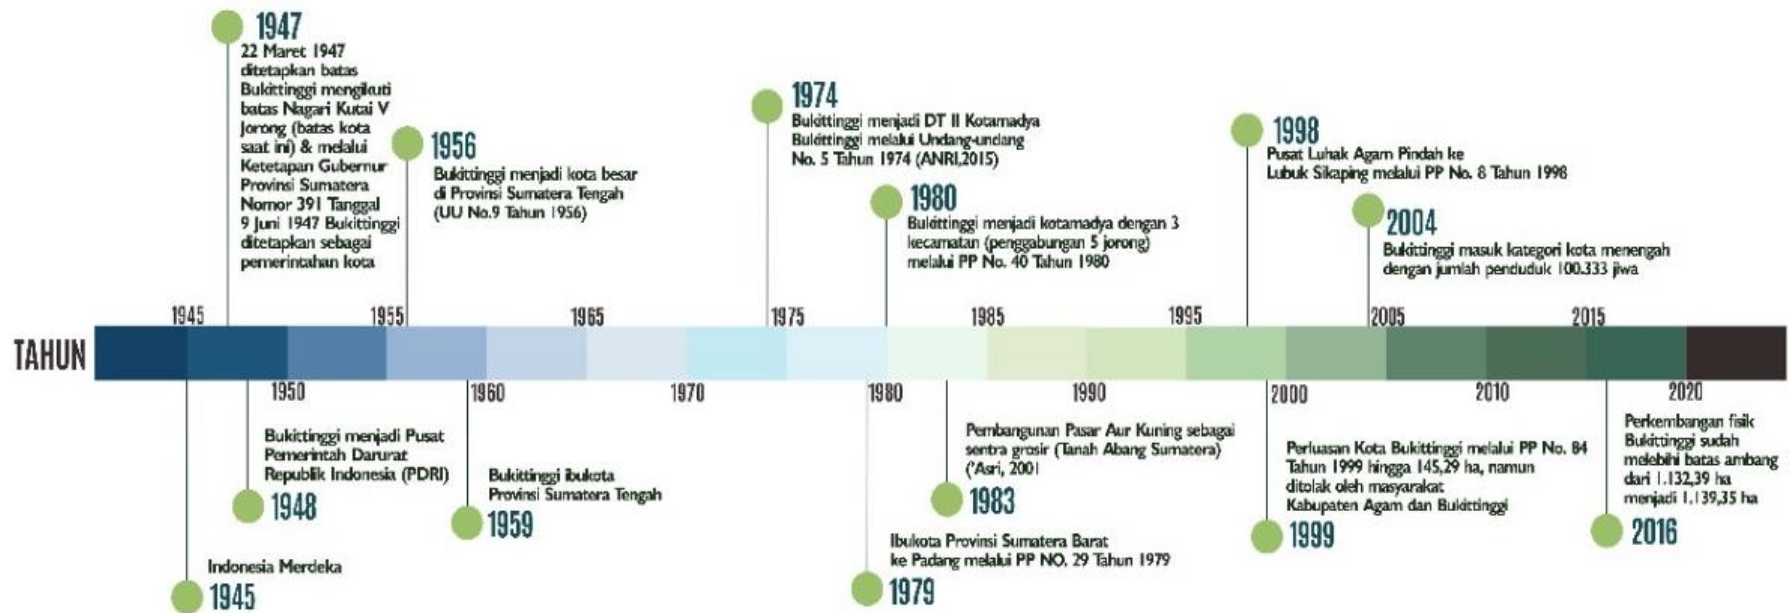 1947
22 Maret 1947
ditetapkan batas
Bukittinggi mengikuti
batas Nagari Kutai V
Jorong (batas kota
saat ini) & melalui
Ketetapan Gubernur
Provinsi Sumatera
Nomor 391 Tanggal
9 Juni 1947 Bukittinggi
ditetapkan sebagai
pemerintahan kota
1956
Bukittinggi menjadi kota besar
di Provinsi Sumatera Tengah
(UU No.9 Tahun 1956)
1974
Bukittinggi menjadi DT II Kotamadya
Bukittinggi melalui Undang-undang
No. 5 Tahun 1974 (ANRI,2015)
1980
Bukittinggi menjadi kotamadya dengan 3
kecamatan (penggabungan 5 jorong)
melalui PP No. 40 Tahun 1980
1998
Pusat Luhak Agam Pindah ke
Lubuk Sikaping melalui PP No. 8 Tahun 1998
2004
Bukittinggi masuk kategori kota menengah
dengan jumlah penduduk 100.333 jiwa
1945 1955 1965 1975 1985 1995 2005 2015
TAHUN
1950 1960 1970 1980 1990 2000 2010 2020
Indonesia Merdeka
1945
Bukittinggi menjadi Pusat
Pemerintah Darurat
Republik Indonesia (PDRI)
1948
Bukittinggi ibukota
Provinsi Sumatera Tengah
1959
Ibukota Provinsi Sumatera Barat
ke Padang melalui PP NO. 29 Tahun 1979
1979
Pembangunan Pasar Aur Kuning sebagai
sentra grosir (Tanah Abang Sumatera)
('Asri, 2001
1983
Perluasan Kota Bukittinggi melalui PP No. 84
Tahun 1999 hingga 145,29 ha, namun
ditolak oleh masyarakat
Kabupaten Agam dan Bukittinggi
1999
Perkembangan fisik
Bukittinggi sudah
melebihi batas ambang
dari 1.132,39 ha
menjadi 1.139,35 ha
2016